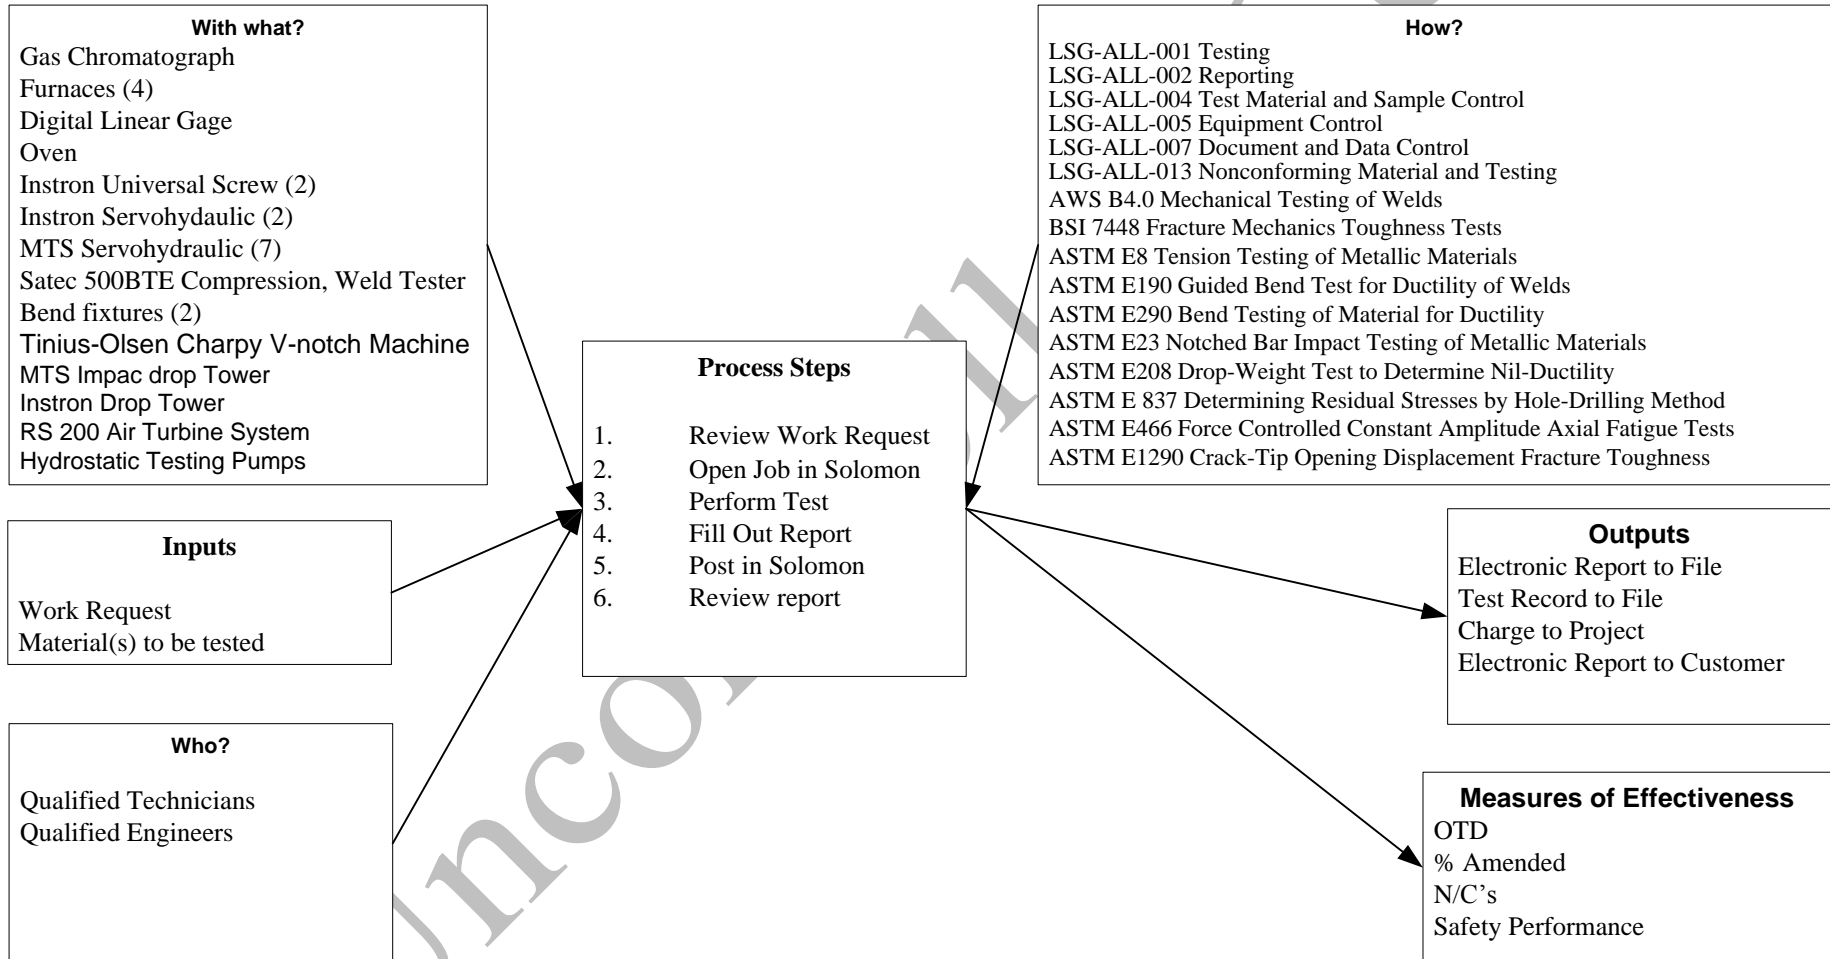 With what?
Gas Chromatograph
Furnaces (4)
Digital Linear Gage
Oven
Instron Universal Screw (2)
Instron Servohydaulic (2)
MTS Servohydraulic (7)
Satec 500BTE Compression, Weld Tester
Bend fixtures (2)
Tinius-Olsen Charpy V-notch Machine
MTS Impac drop Tower
Instron Drop Tower
RS 200 Air Turbine System
Hydrostatic Testing Pumps
How?
LSG-ALL-001 Testing
LSG-ALL-002 Reporting
LSG-ALL-004 Test Material and Sample Control
LSG-ALL-005 Equipment Control
LSG-ALL-007 Document and Data Control
LSG-ALL-013 Nonconforming Material and Testing
AWS B4.0 Mechanical Testing of Welds
BSI 7448 Fracture Mechanics Toughness Tests
ASTM E8 Tension Testing of Metallic Materials
ASTM E190 Guided Bend Test for Ductility of Welds
ASTM E290 Bend Testing of Material for Ductility
ASTM E23 Notched Bar Impact Testing of Metallic Materials
ASTM E208 Drop-Weight Test to Determine Nil-Ductility
ASTM E 837 Determining Residual Stresses by Hole-Drilling Method
ASTM E466 Force Controlled Constant Amplitude Axial Fatigue Tests
ASTM E1290 Crack-Tip Opening Displacement Fracture Toughness
Process Steps
1. Review Work Request
2. Open Job in Solomon
3. Perform Test
4. Fill Out Report
5. Post in Solomon
6. Review report
Inputs
Work Request
Material(s) to be tested
Who?
Qualified Technicians
Qualified Engineers
Outputs
Electronic Report to File
Test Record to File
Charge to Project
Electronic Report to Customer
Measures of Effectiveness
OTD
% Amended
N/C’s
Safety Performance